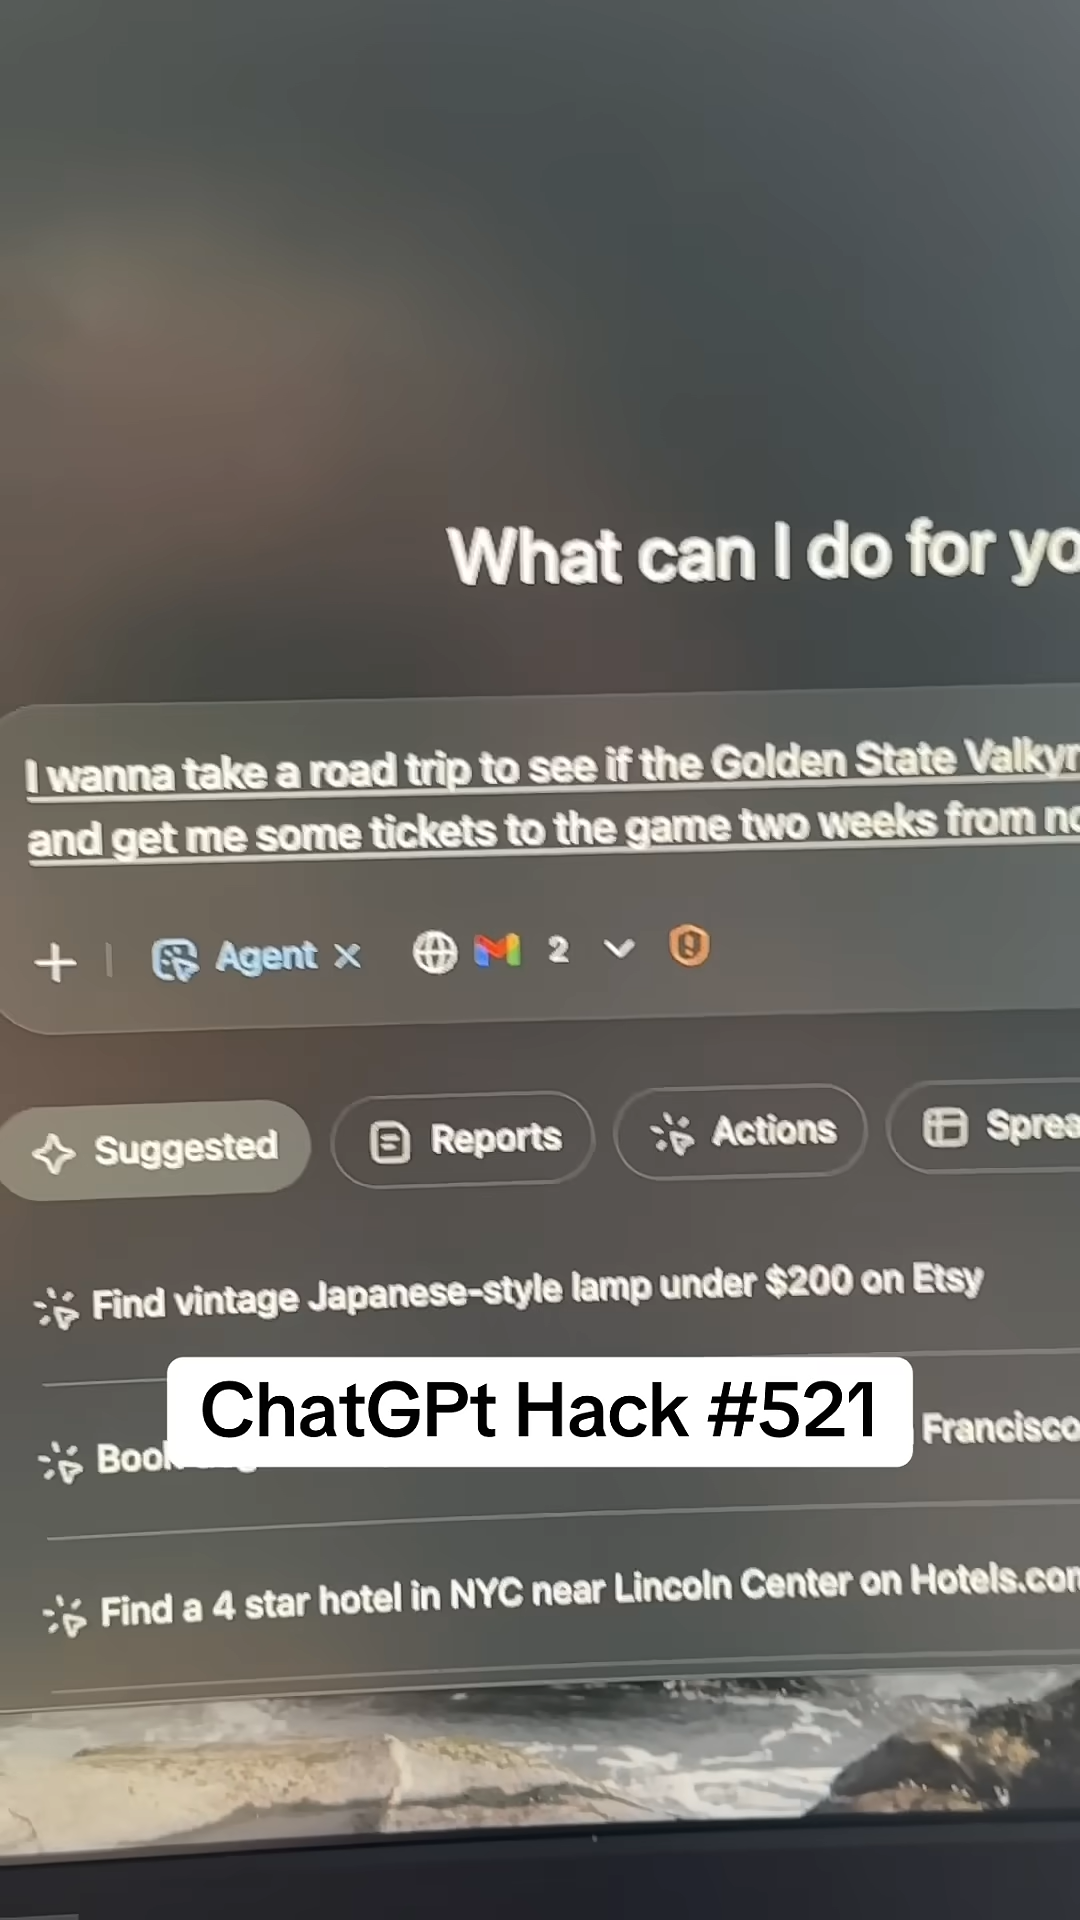 What can I do for yo
I wanna take a road trip to see if the Golden State Valkyr
and get me some tickets to the game two weeks from no
Agent
2
Suggested
Reports
Actions
Sprea
Find vintage Japanese-style lamp under $200 on Etsy
ChatGPt Hack #521
Francisco
Find a 4 star hotel in NYC near Lincoln Center on Hotels.com